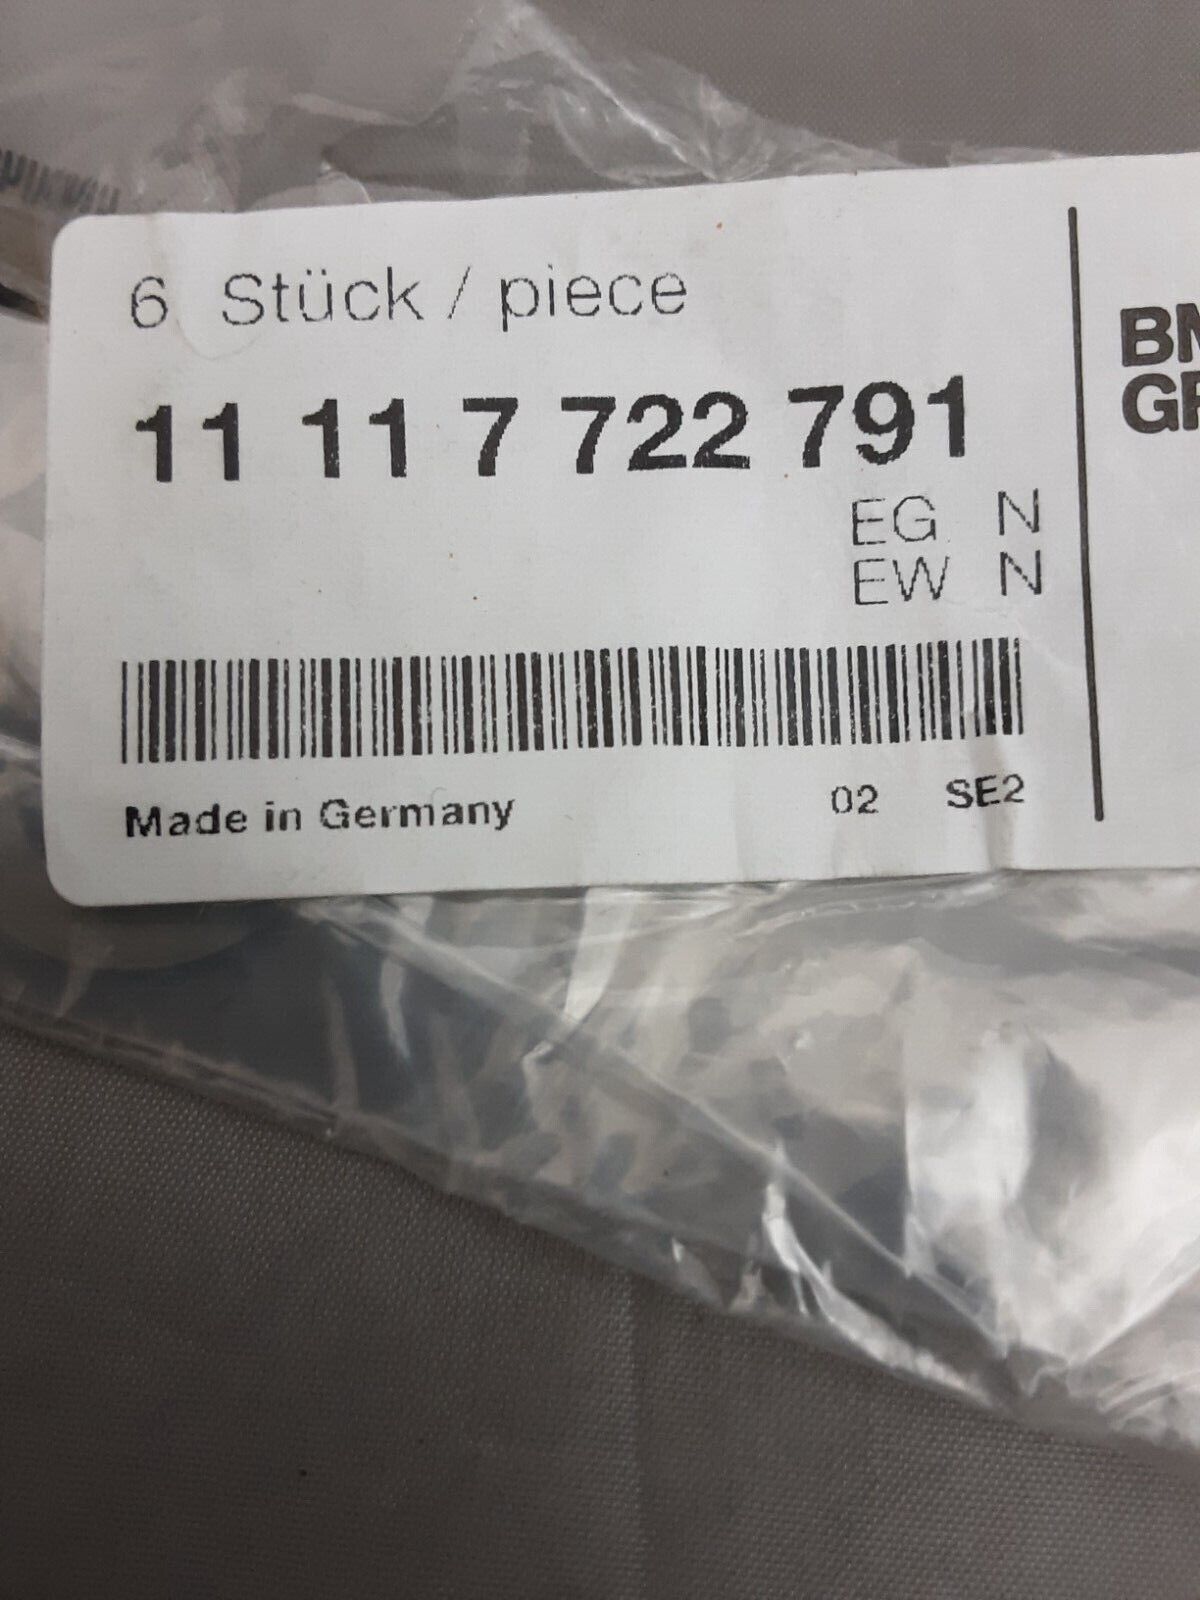 6 Stück / piece
11 11 7 722 791
EG N
EW N
Made in Germany 02 SE2